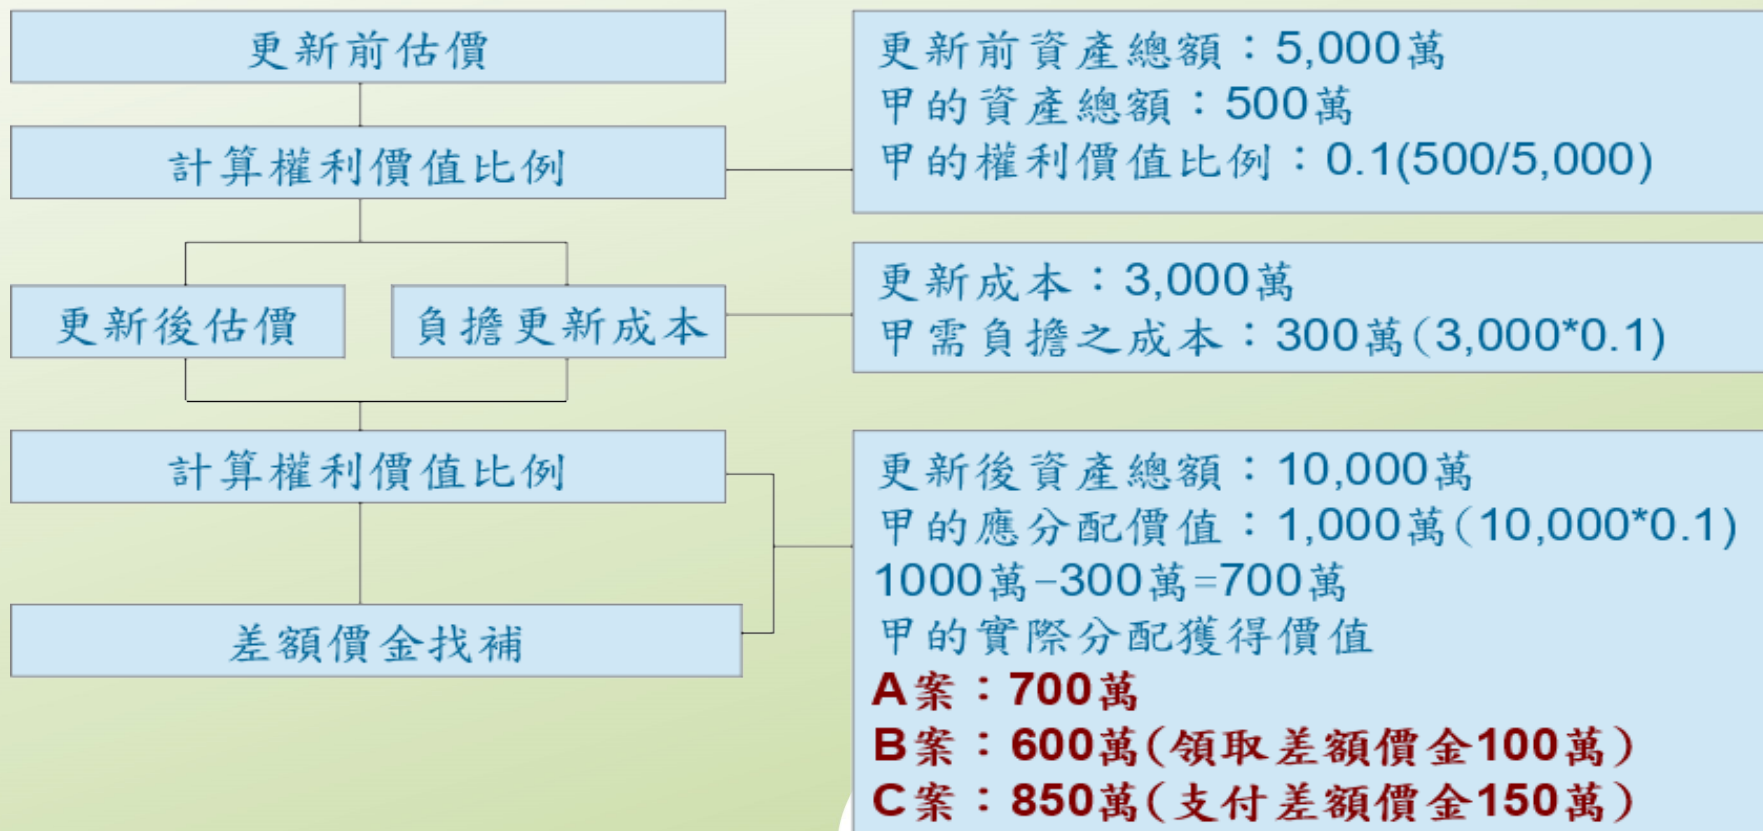 更新前估價
計算權利價值比例
更新後估價
負擔更新成本
計算權利價值比例
差額價金找補
更新前資產總額：5,000萬
甲的資產總額：500萬
甲的權利價值比例：0.1(500/5,000)
更新成本：3,000萬
甲需負擔之成本：300萬(3,000*0.1)
更新後資產總額：10,000萬
甲的應分配價值：1,000萬(10,000*0.1)
1000萬-300萬=700萬
甲的實際分配獲得價值
A案：700萬
B案：600萬(領取差額價金100萬)
C案：850萬(支付差額價金150萬)